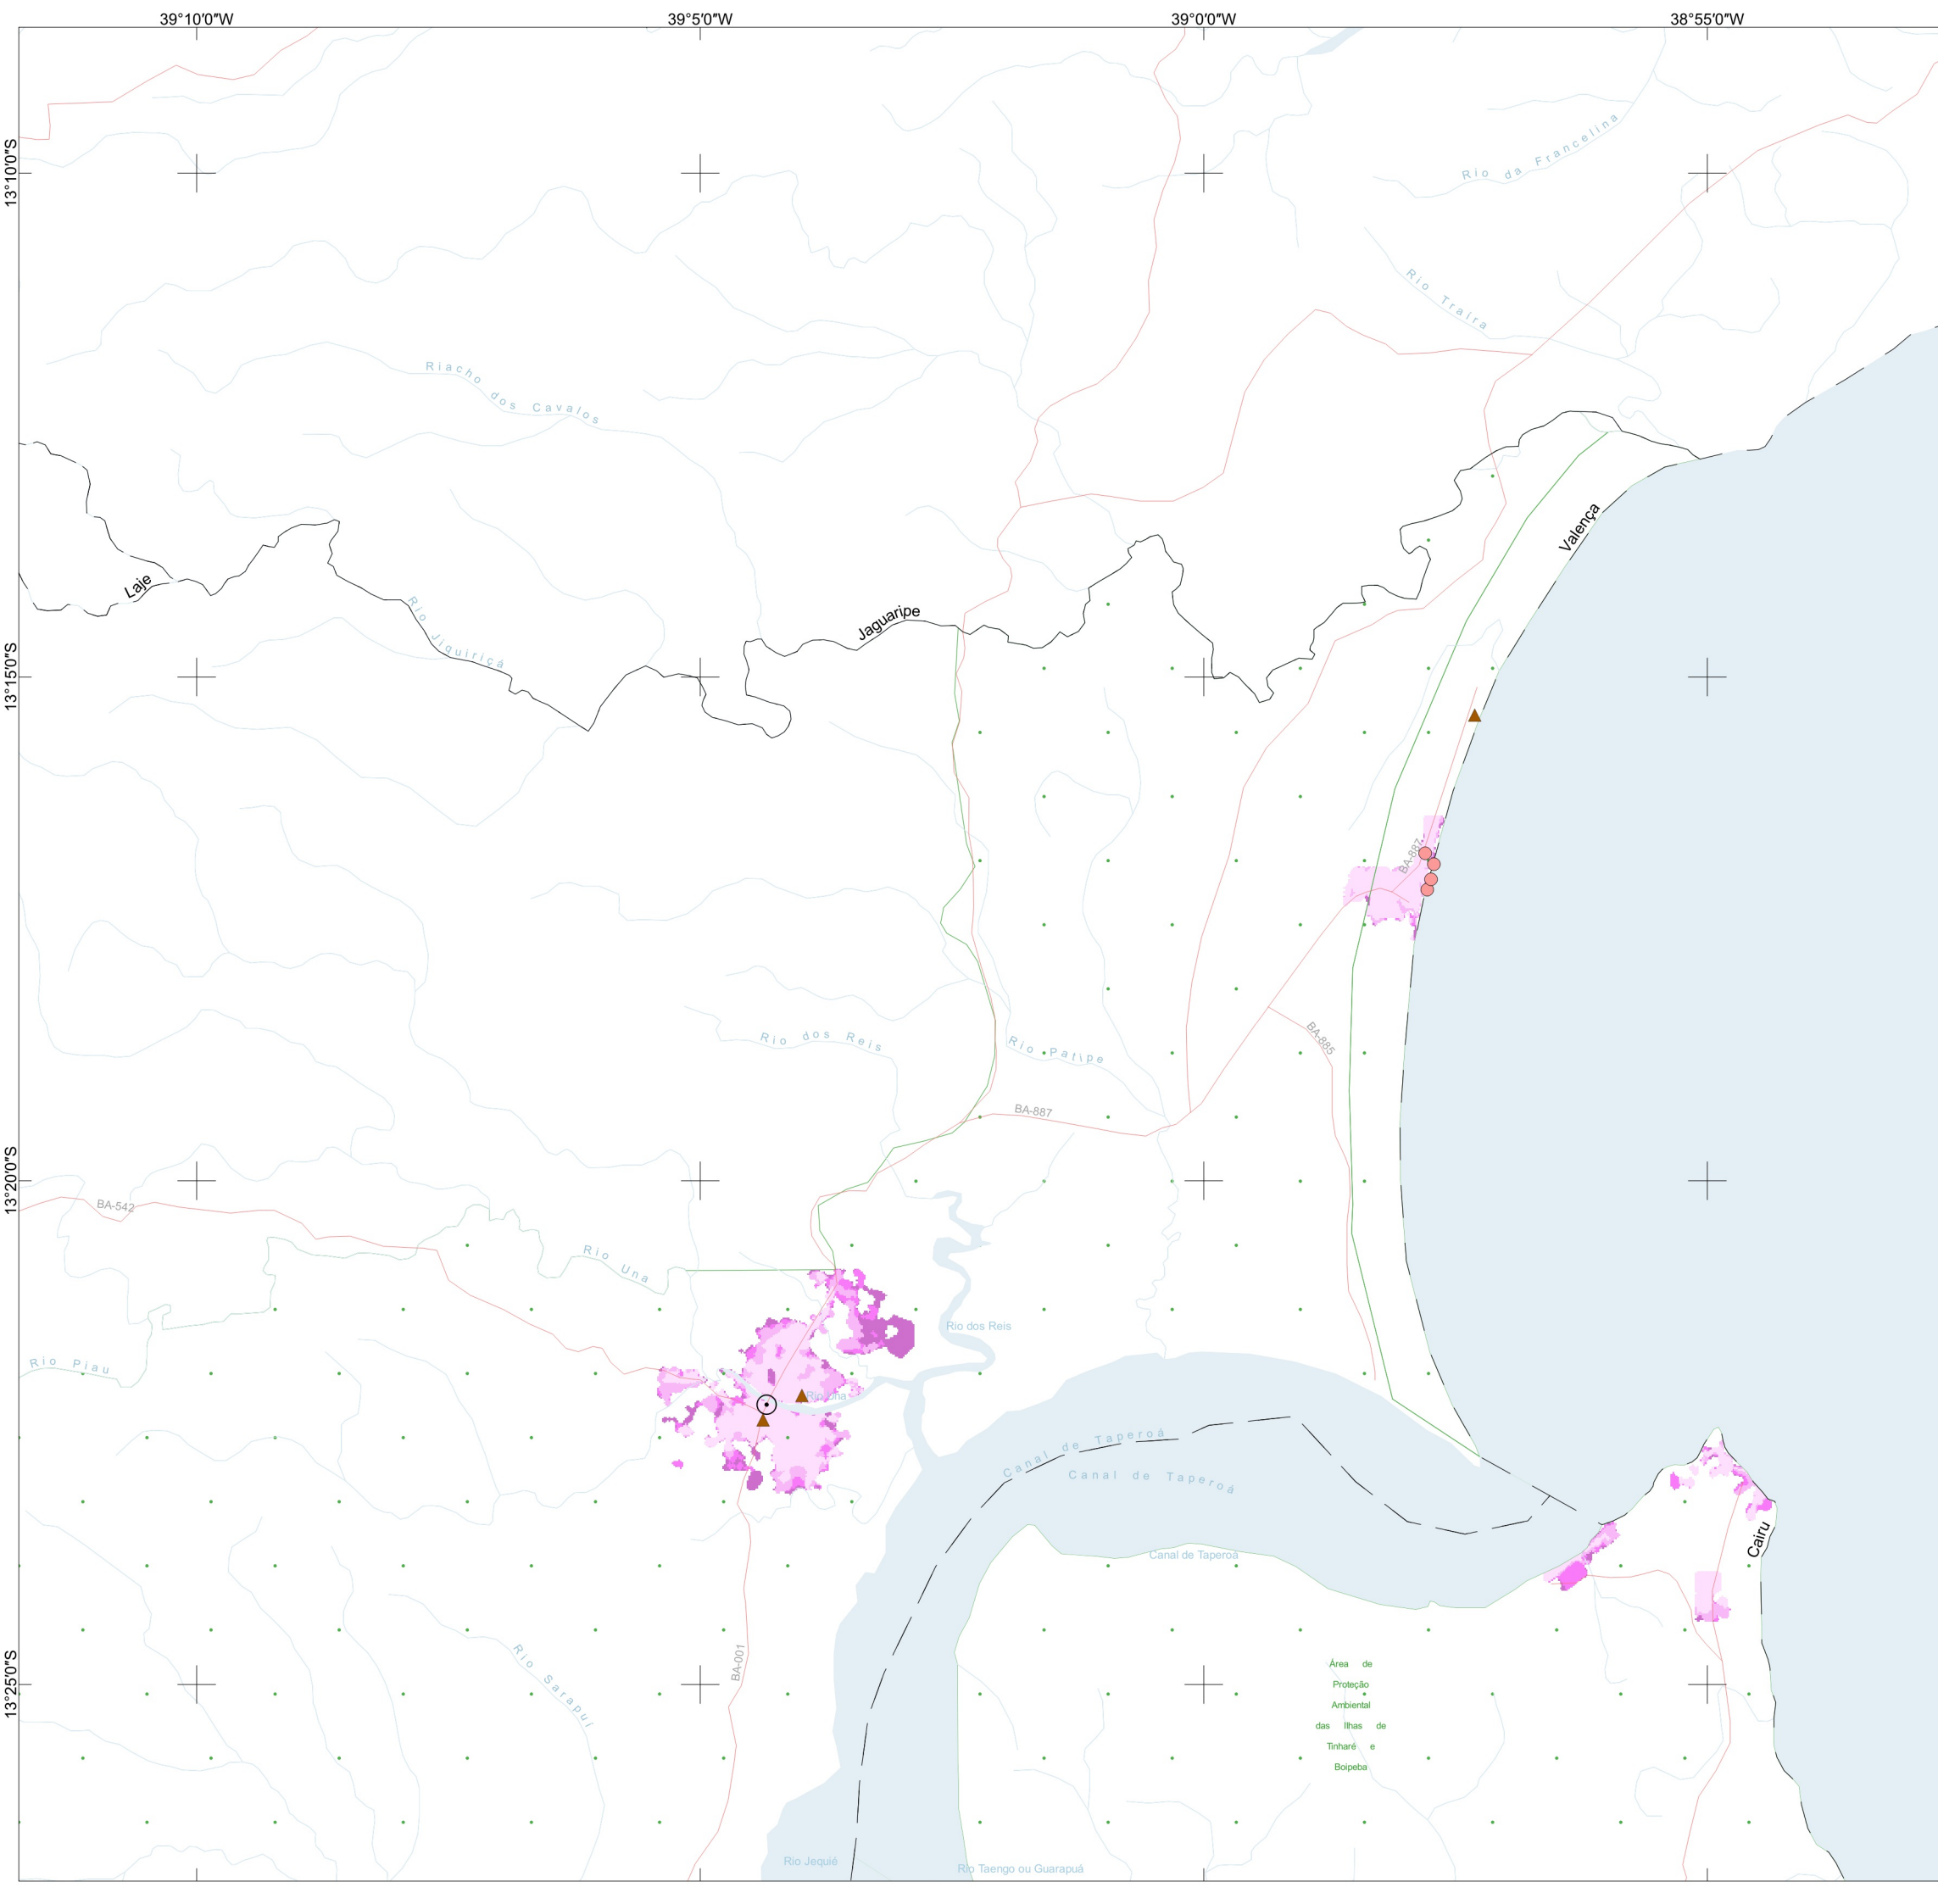 39°10'0"W
39°5'0"W
39°0'0"W
38°55'0"W
13°10'0"S
Rio da Francelina
Rio Traira
Riacho dos Cavalos
Valença
Laje
Rio Jiquiriçá
Jaguaripe
13°15'0"S
BA-887
Rio dos Reis
Rio Patipe
BA-885
BA-887
13°20'0"S
BA-542
Rio Una
Rio dos Reis
Rio Piau
Rio Una
Canal de Taperoá
Canal de Taperoá
Canal de Taperoá
Cairu
13°25'0"S
BA-001
Rio Sarapuí
Área de
Proteção
Ambiental
das Ilhas de
Tinharé e
Boipeba
Rio Jequié
Rio Taengo ou Guarapuá